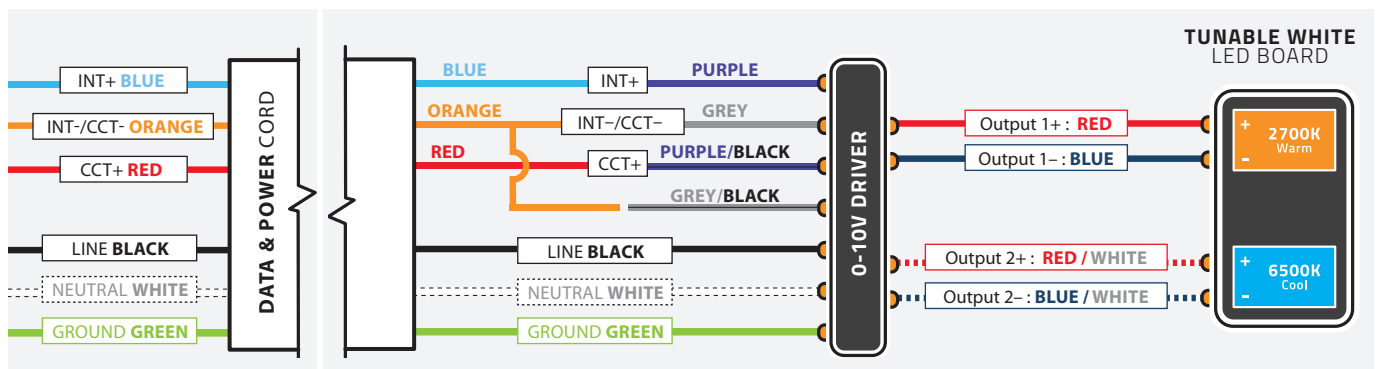 INT+ BLUE
INT-/CCT- ORANGE
CCT+ RED
LINE BLACK
NEUTRAL WHITE
GROUND GREEN
DATA & POWER CORD
BLUE
INT+
PURPLE
ORANGE
INT–/CCT–
GREY
RED
CCT+
PURPLE/BLACK
GREY/BLACK
LINE BLACK
NEUTRAL WHITE
GROUND GREEN
0-10V DRIVER
Output 1+ : RED
Output 1– : BLUE
Output 2+ : RED / WHITE
Output 2– : BLUE / WHITE
TUNABLE WHITE
LED BOARD
+
2700K
Warm
-
+
6500K
Cool
-